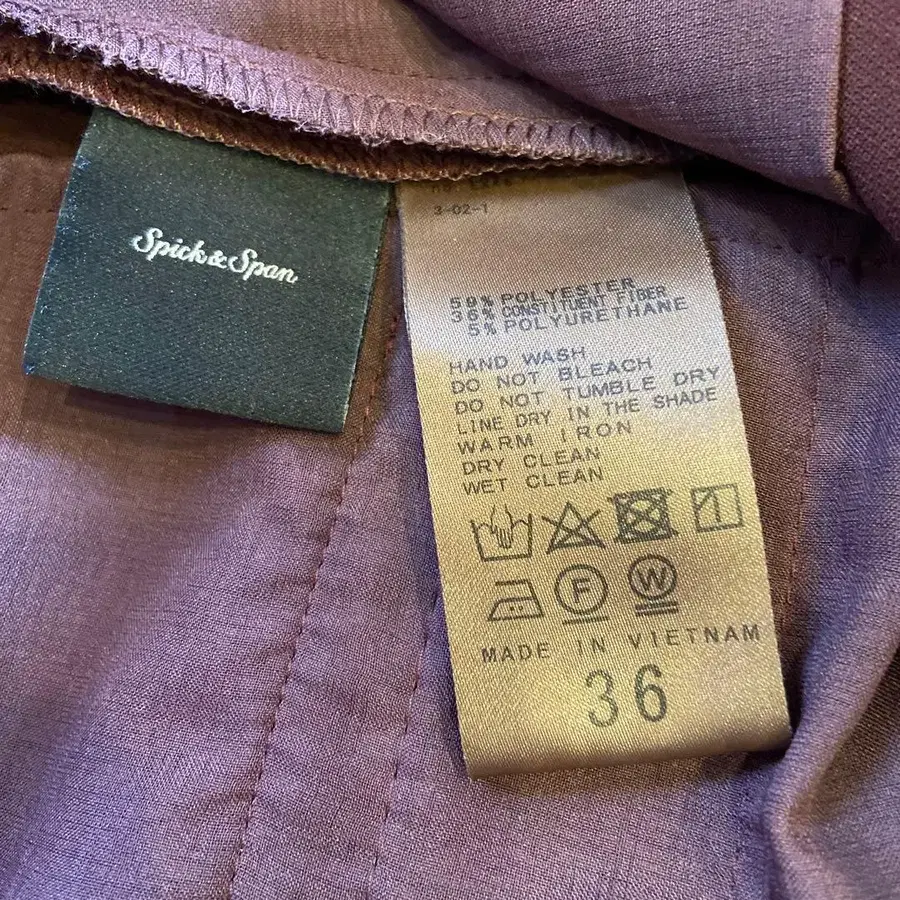 Spick&Span
3-02-1
59% POLYESTER
36% CONSTITUENT FIBER
5% POLYURETHANE
HAND WASH
DO NOT BLEACH
DO NOT TUMBLE DRY
LINE DRY IN THE SHADE
WARM IRON
DRY CLEAN
WET CLEAN
F W
MADE IN VIETNAM
36